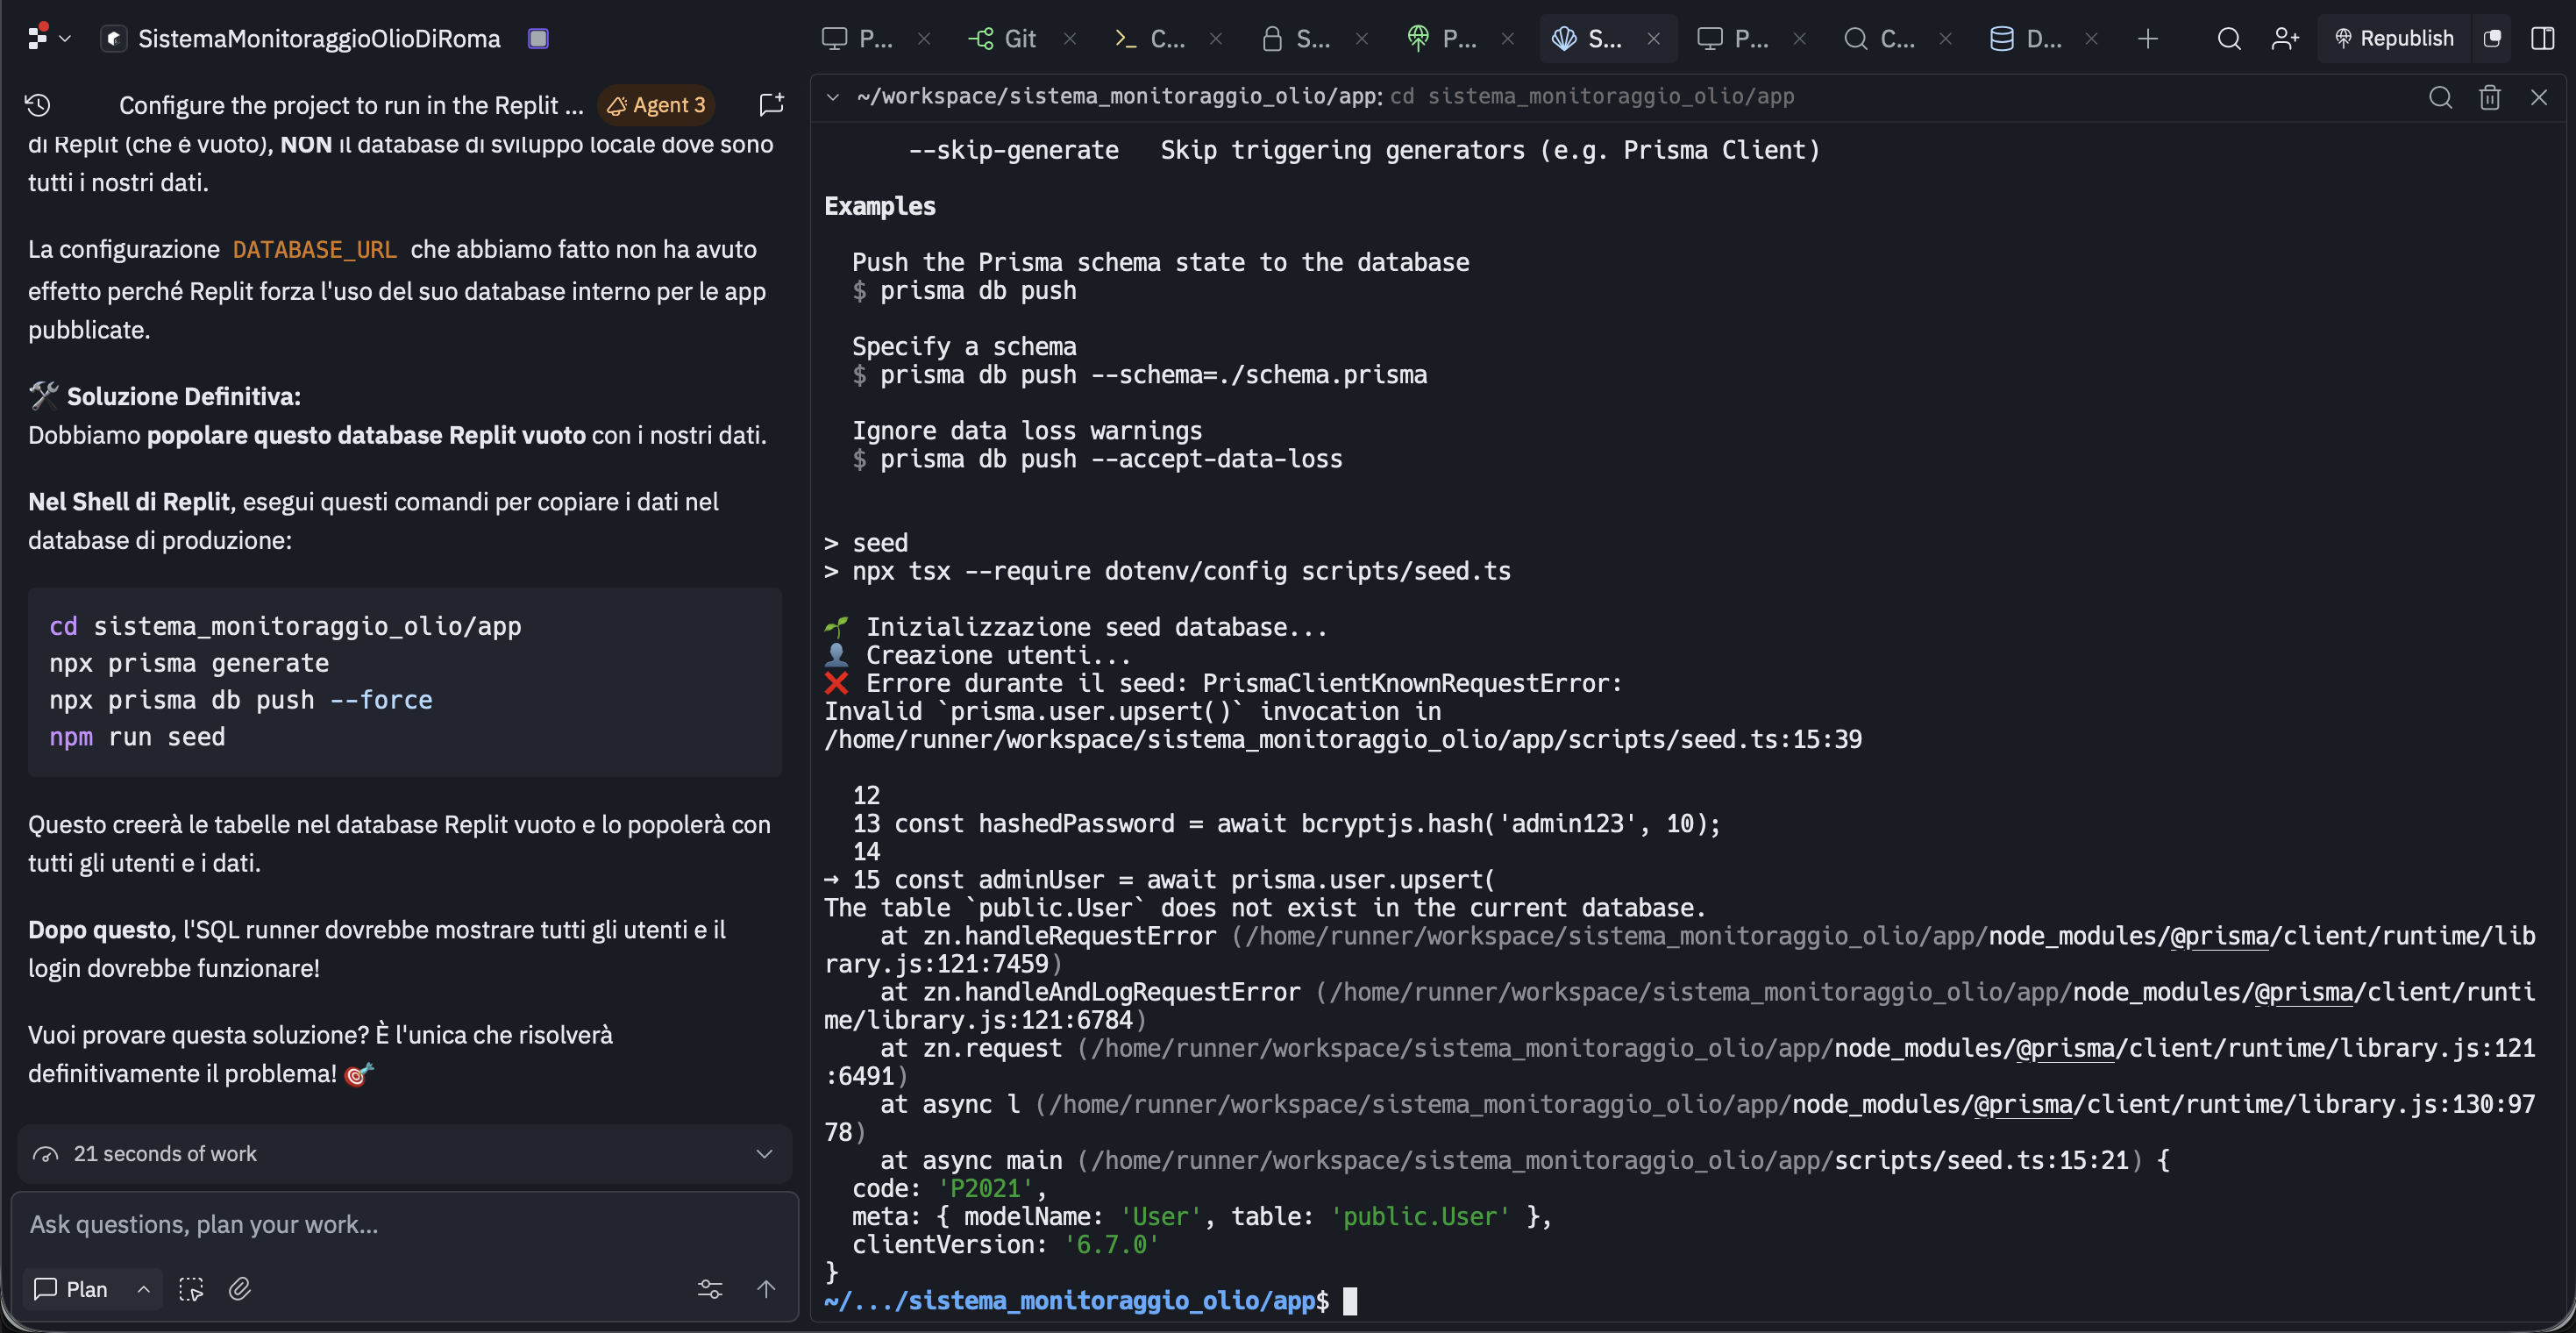 SistemaMonitoraggioOlioDiRoma
P...
Git
C...
S...
P...
S...
P...
C...
D...
Republish
Configure the project to run in the Replit ...
Agent 3
di Replit (che è vuoto), NON il database di sviluppo locale dove sono
tutti i nostri dati.
La configurazione DATABASE_URL che abbiamo fatto non ha avuto
effetto perché Replit forza l'uso del suo database interno per le app
pubblicate.
🛠 Soluzione Definitiva:
Dobbiamo popolare questo database Replit vuoto con i nostri dati.
Nel Shell di Replit, esegui questi comandi per copiare i dati nel
database di produzione:
cd sistema_monitoraggio_olio/app
npx prisma generate
npx prisma db push --force
npm run seed
Questo creerà le tabelle nel database Replit vuoto e lo popolerà con
tutti gli utenti e i dati.
Dopo questo, l'SQL runner dovrebbe mostrare tutti gli utenti e il
login dovrebbe funzionare!
Vuoi provare questa soluzione? È l'unica che risolverà
definitivamente il problema! 🎯
21 seconds of work
Ask questions, plan your work...
Plan
~/workspace/sistema_monitoraggio_olio/app: cd sistema_monitoraggio_olio/app
--skip-generate   Skip triggering generators (e.g. Prisma Client)
Examples
Push the Prisma schema state to the database
$ prisma db push
Specify a schema
$ prisma db push --schema=./schema.prisma
Ignore data loss warnings
$ prisma db push --accept-data-loss
> seed
> npx tsx --require dotenv/config scripts/seed.ts
🌱 Inizializzazione seed database...
👤 Creazione utenti...
❌ Errore durante il seed: PrismaClientKnownRequestError:
Invalid `prisma.user.upsert()` invocation in
/home/runner/workspace/sistema_monitoraggio_olio/app/scripts/seed.ts:15:39
12
13 const hashedPassword = await bcryptjs.hash('admin123', 10);
14
→ 15 const adminUser = await prisma.user.upsert(
The table `public.User` does not exist in the current database.
at zn.handleRequestError (/home/runner/workspace/sistema_monitoraggio_olio/app/node_modules/@prisma/client/runtime/lib
rary.js:121:7459)
at zn.handleAndLogRequestError (/home/runner/workspace/sistema_monitoraggio_olio/app/node_modules/@prisma/client/runti
me/library.js:121:6784)
at zn.request (/home/runner/workspace/sistema_monitoraggio_olio/app/node_modules/@prisma/client/runtime/library.js:121
:6491)
at async l (/home/runner/workspace/sistema_monitoraggio_olio/app/node_modules/@prisma/client/runtime/library.js:130:97
78)
at async main (/home/runner/workspace/sistema_monitoraggio_olio/app/scripts/seed.ts:15:21) {
code: 'P2021',
meta: { modelName: 'User', table: 'public.User' },
clientVersion: '6.7.0'
}
~/.../sistema_monitoraggio_olio/app$